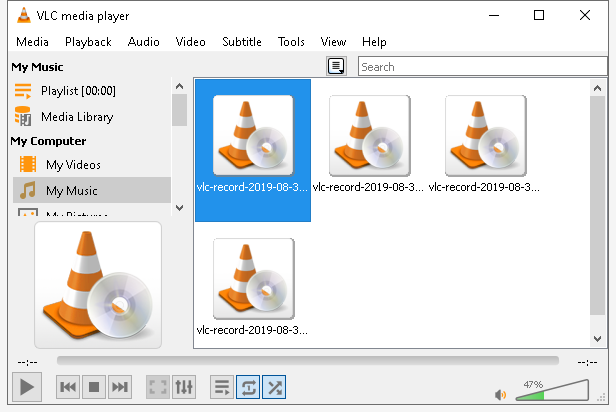 VLC media player
Media Playback Audio Video Subtitle Tools View Help
My Music
Search
Playlist [00:00]
Media Library
My Computer
My Videos
My Music
My Pictures
vlc-record-2019-08-3... vlc-record-2019-08-3... vlc-record-2019-08-3...
vlc-record-2019-08-3...
--:-- --:--
47%